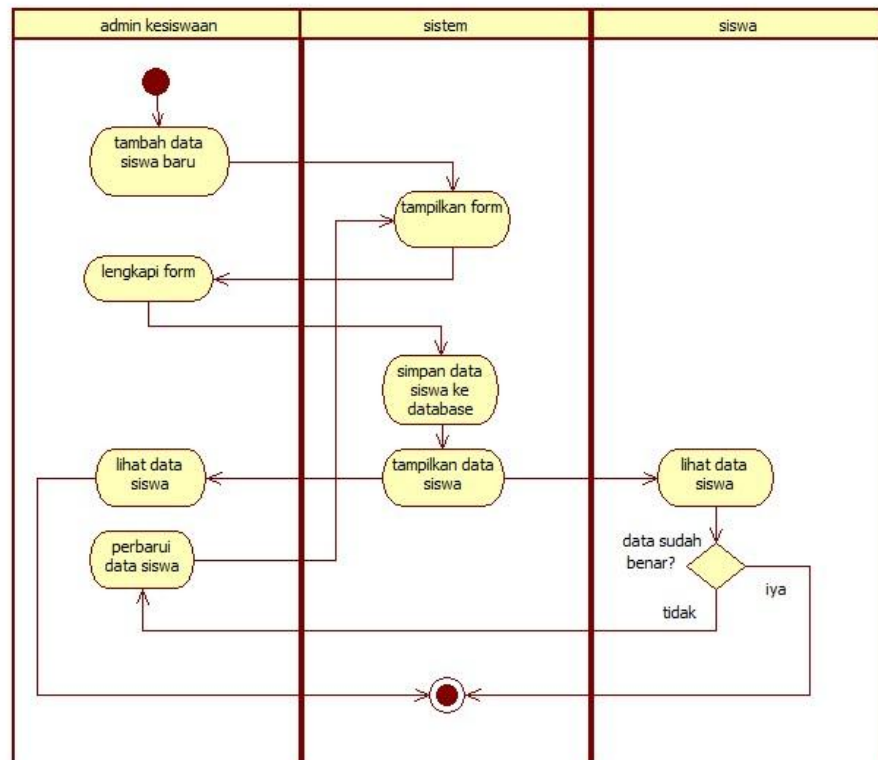 admin kesiswaan
sistem
siswa
tambah data
siswa baru
tampilkan form
lengkapi form
simpan data
siswa ke
database
lihat data
siswa
tampilkan data
siswa
lihat data
siswa
perbarui
data siswa
data sudah
benar?
iya
tidak